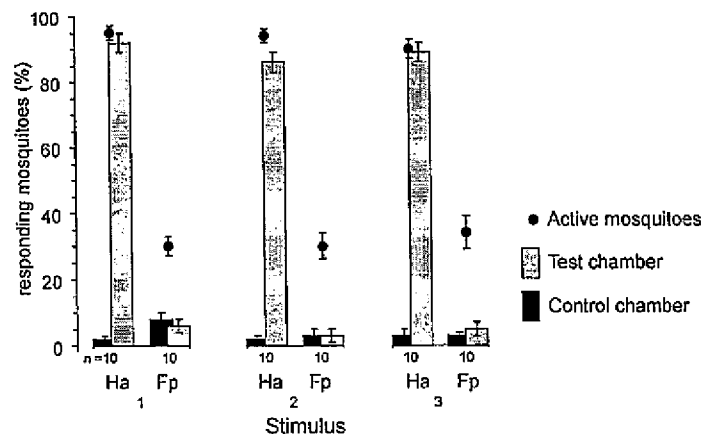 responding mosquitoes (%)
100
80
60
40
20
0
n=10 10 10 10 10 10
Ha Fp Ha Fp Ha Fp
1 2 3
Stimulus
Active mosquitoes
Test chamber
Control chamber